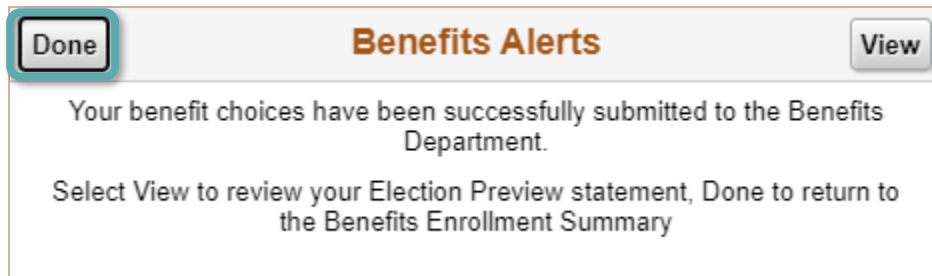 Done Benefits Alerts View
Your benefit choices have been successfully submitted to the Benefits
Department.
Select View to review your Election Preview statement, Done to return to
the Benefits Enrollment Summary